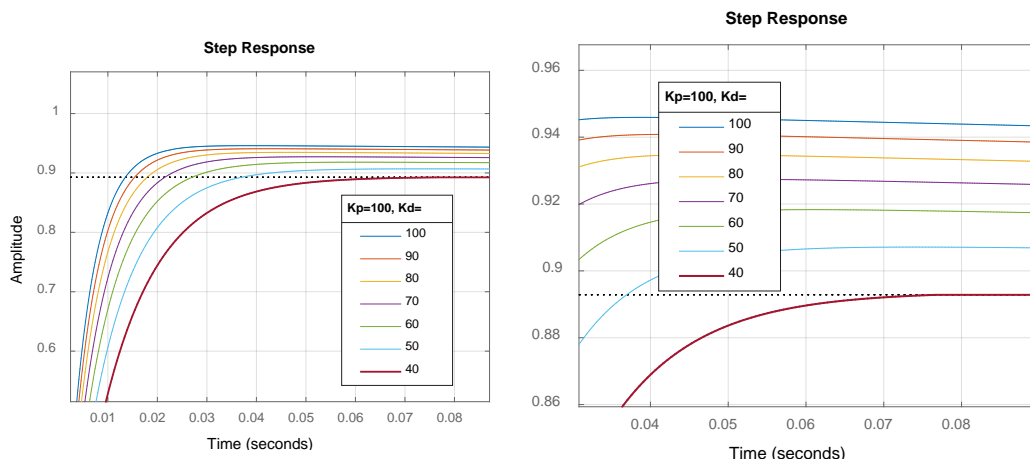 Step Response
Amplitude
1
0.9
0.8
0.7
0.6
Kp=100, Kd=
100
90
80
70
60
50
40
0.01 0.02 0.03 0.04 0.05 0.06 0.07 0.08
Time (seconds)
Step Response
0.96
0.94
0.92
0.9
0.88
0.86
Kp=100, Kd=
100
90
80
70
60
50
40
0.04 0.05 0.06 0.07 0.08
Time (seconds)